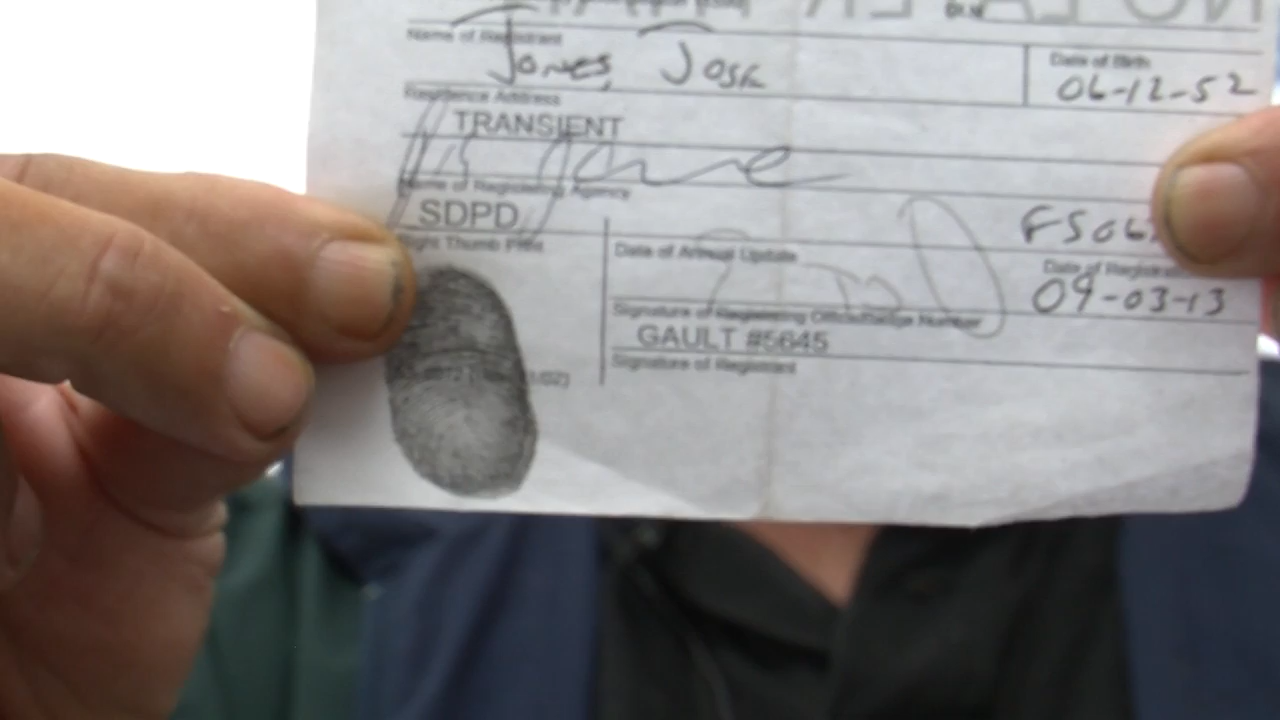 Name of Registrant
Jones, Jose
Date of Birth
06-12-52
Residence Address
TRANSIENT
Name of Registering Agency
SDPD
FS06
Right Thumb Print
Date of Annual Update
Date of Registration
09-03-13
Signature of Registering Official/Badge Number
GAULT #5645
Signature of Registrant